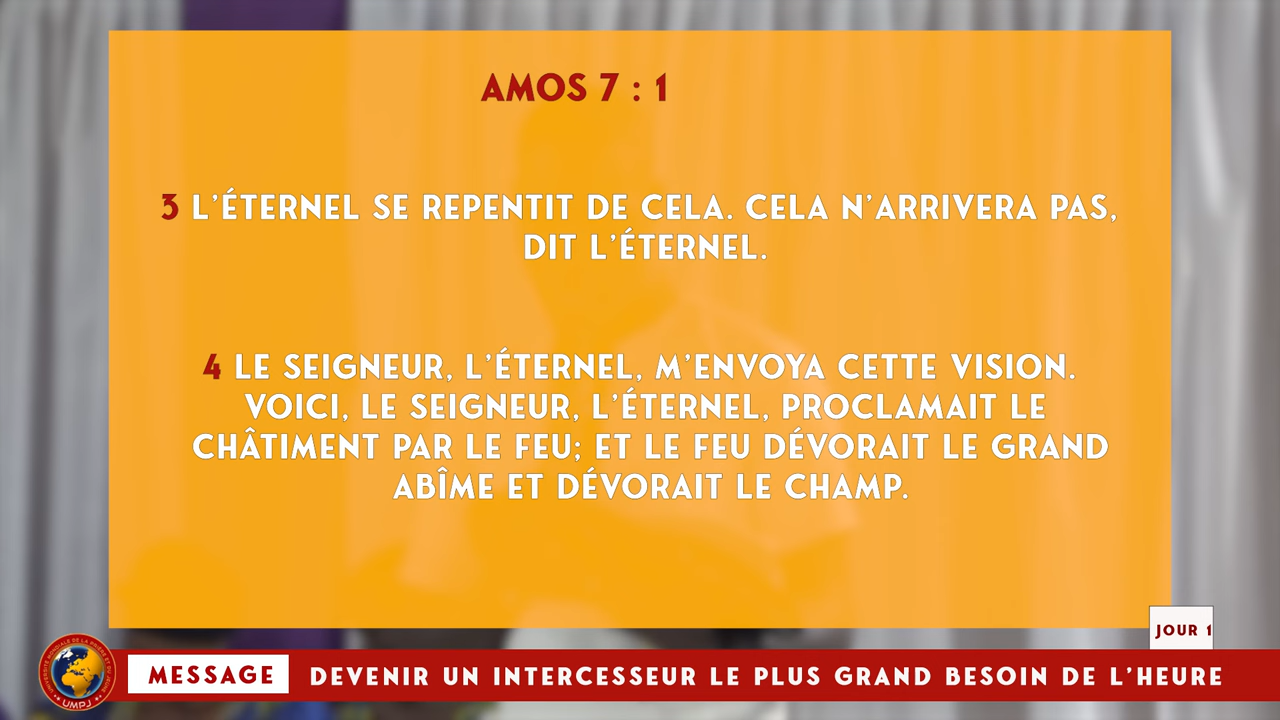 AMOS 7 : 1
3 L'ÉTERNEL SE REPENTIT DE CELA. CELA N'ARRIVERA PAS,
DIT L'ÉTERNEL.
4 LE SEIGNEUR, L'ÉTERNEL, M'ENVOYA CETTE VISION.
VOICI, LE SEIGNEUR, L'ÉTERNEL, PROCLAMAIT LE
CHÂTIMENT PAR LE FEU; ET LE FEU DÉVORAIT LE GRAND
ABÎME ET DÉVORAIT LE CHAMP.
JOUR 1
MESSAGE DEVENIR UN INTERCESSEUR LE PLUS GRAND BESOIN DE L'HEURE
UMPJ